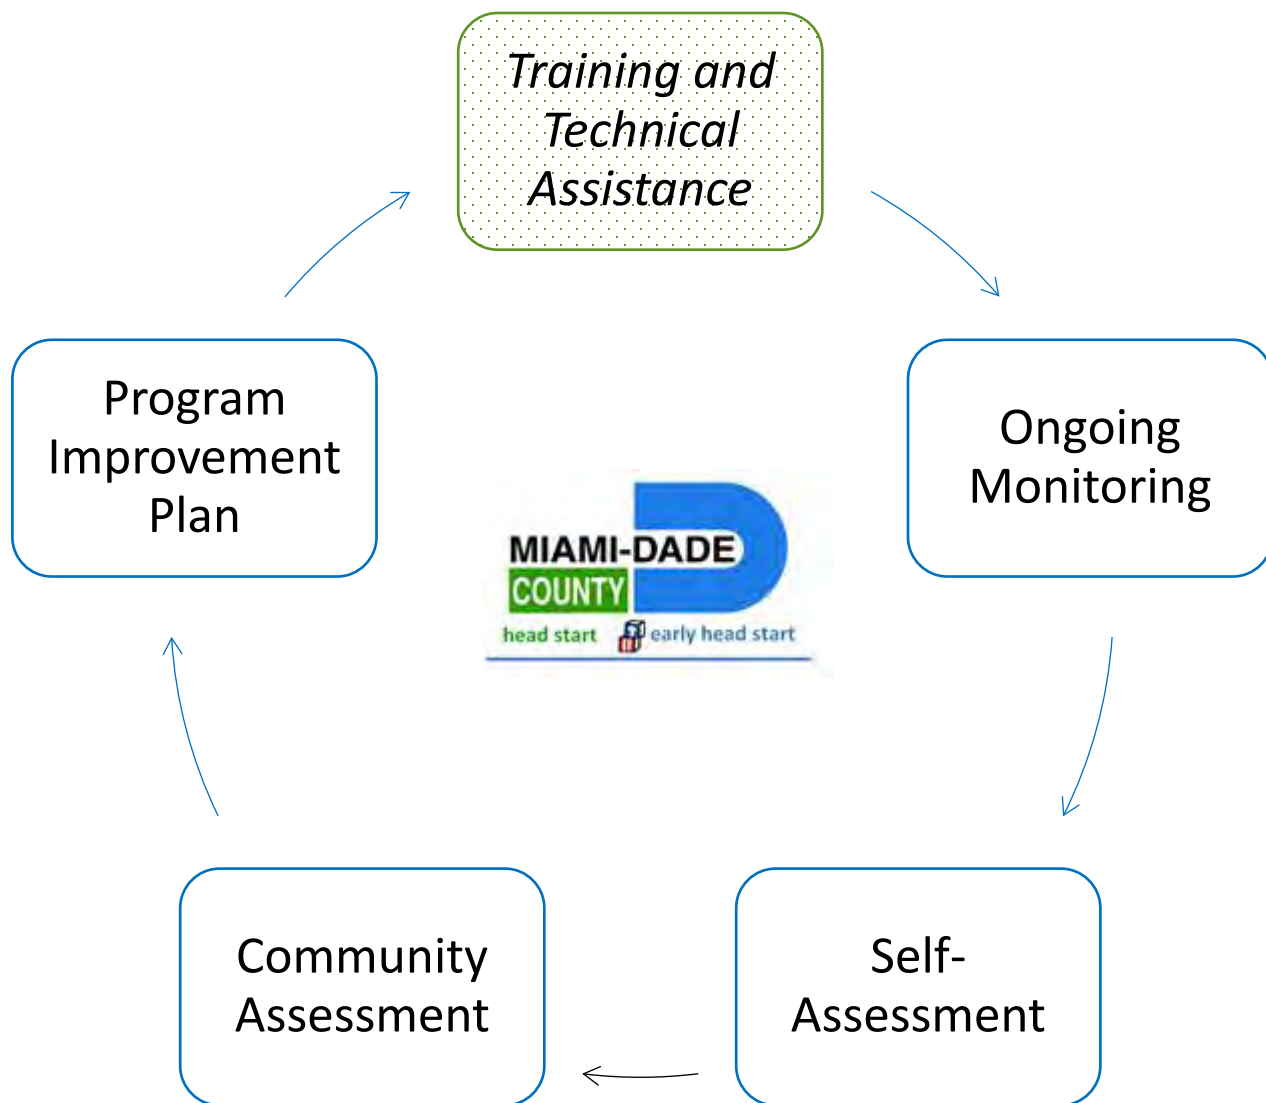 Training and
Technical
Assistance
Program
Improvement
Plan
Ongoing
Monitoring
MIAMI-DADE
COUNTY
head start early head start
Community
Assessment
Self-
Assessment